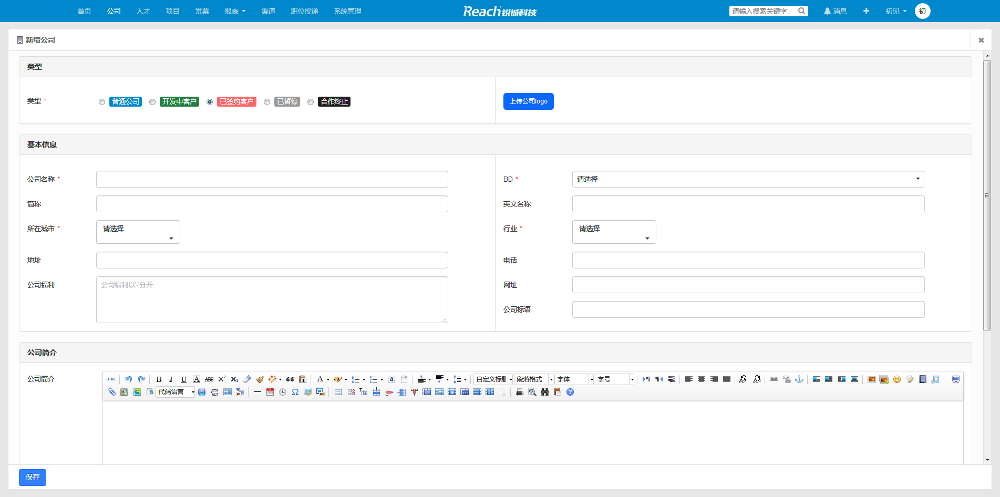 首页 公司 人才 项目 发票 报表 渠道 职位投递 系统管理 Reach锐诚科技 请输入搜索关键字 消息 初见 初
新增公司
类型
类型 * 普通公司 开发中客户 已签约客户 已暂停 合作终止 上传公司logo
基本信息
公司名称 * BD * 请选择
简称 英文名称
所在城市 * 请选择 行业 * 请选择
地址 电话
公司福利 公司福利以'-'分开 网址
公司标语
公司简介
公司简介 HTML B I U A ABC X² X₂ A ab a 自定义标题 段落格式 字体 字号
代码语言
保存